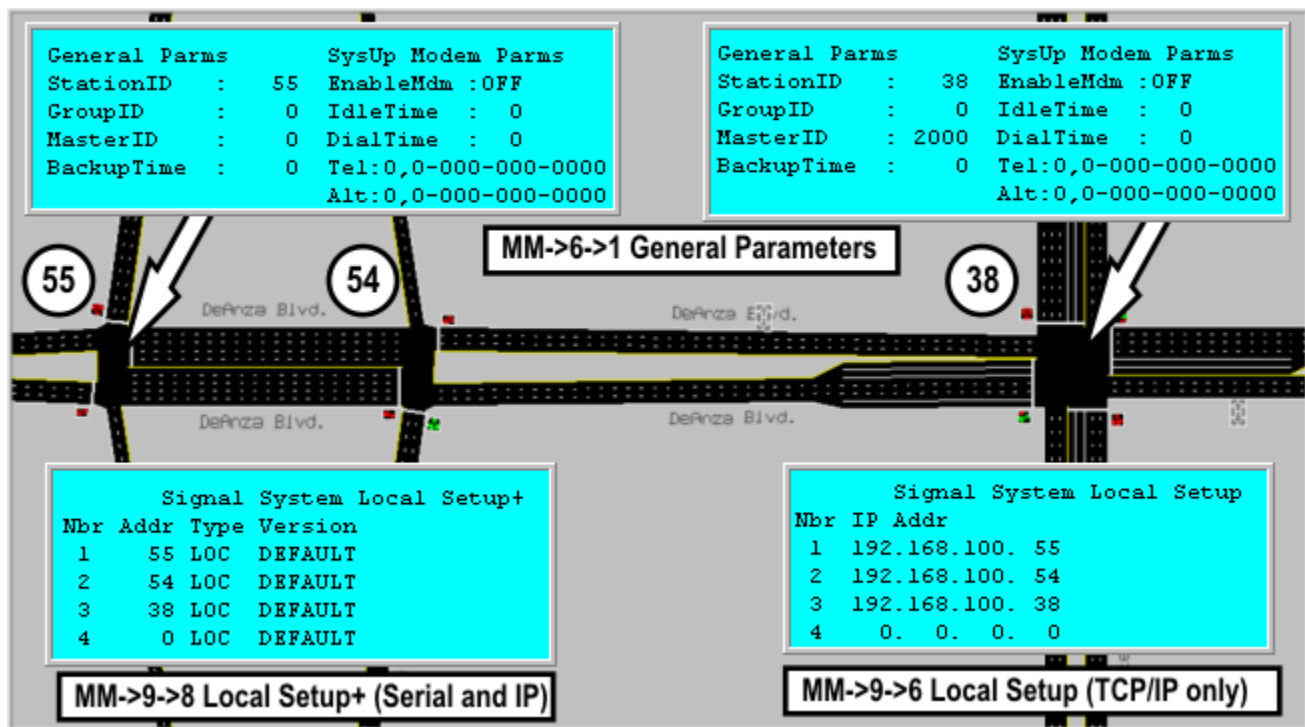 General Parms SysUp Modem Parms
StationID : 55 EnableMdm :OFF
GroupID : 0 IdleTime : 0
MasterID : 0 DialTime : 0
BackupTime : 0 Tel:0,0-000-000-0000
Alt:0,0-000-000-0000
General Parms SysUp Modem Parms
StationID : 38 EnableMdm :OFF
GroupID : 0 IdleTime : 0
MasterID : 2000 DialTime : 0
BackupTime : 0 Tel:0,0-000-000-0000
Alt:0,0-000-000-0000
MM->6->1 General Parameters
55
54
38
DeAnza Blvd.
DeAnza Blvd.
DeAnza Blvd.
DeAnza Blvd.
Signal System Local Setup+
Nbr Addr Type Version
1 55 LOC DEFAULT
2 54 LOC DEFAULT
3 38 LOC DEFAULT
4 0 LOC DEFAULT
MM->9->8 Local Setup+ (Serial and IP)
Signal System Local Setup
Nbr IP Addr
1 192.168.100. 55
2 192.168.100. 54
3 192.168.100. 38
4 0. 0. 0. 0
MM->9->6 Local Setup (TCP/IP only)